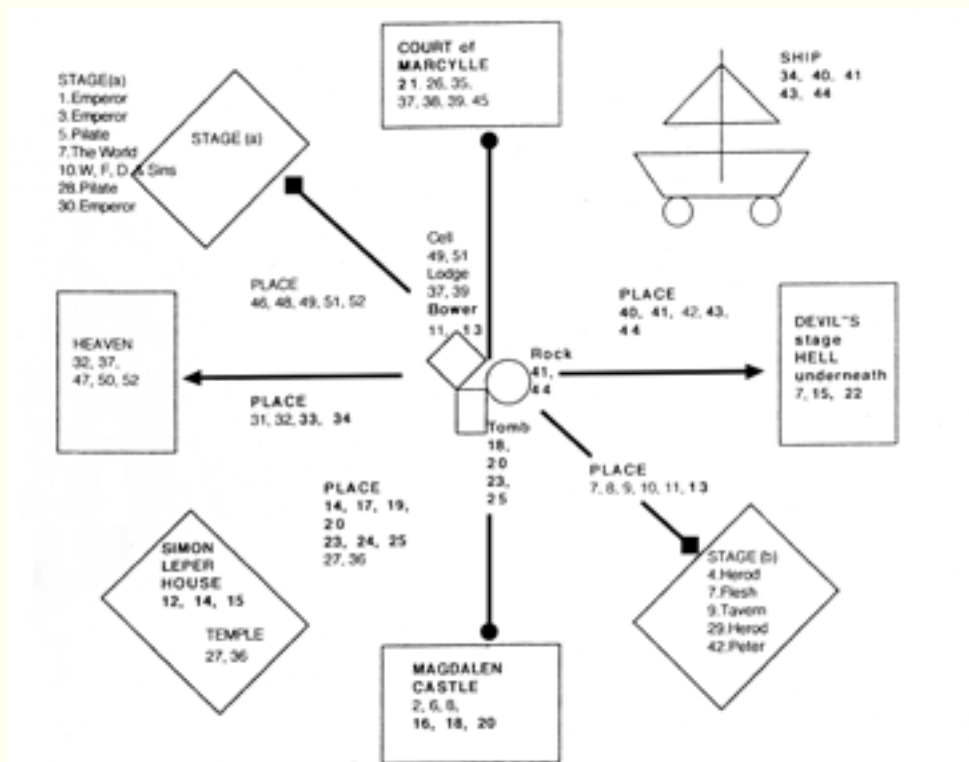 COURT of
MARCYLLE
21. 26, 35,
37, 38, 39. 45
SHIP
34, 40, 41
43, 44
STAGE(a)
1.Emperor
3.Emperor
5.Pilate
7.The World
10.W, F, D, & Sins
28.Pilate
30.Emperor
STAGE (a)
Cell
49, 51
Lodge
37, 39
Bower
11, 13
PLACE
46, 48, 49, 51, 52
PLACE
40, 41, 42, 43,
44
HEAVEN
32, 37,
47, 50, 52
DEVIL"S
stage
HELL
underneath
7, 15, 22
Rock
41,
44
PLACE
31, 32, 33, 34
Tomb
18,
20
23,
25
PLACE
7, 8, 9, 10, 11, 13
PLACE
14, 17, 19,
20
23, 24, 25
27, 36
SIMON
LEPER
HOUSE
12, 14, 15
TEMPLE
27, 36
STAGE (b)
4.Herod
7.Flesh
9.Tavern
29.Herod
42.Peter
MAGDALEN
CASTLE
2, 6, 8,
16, 18, 20